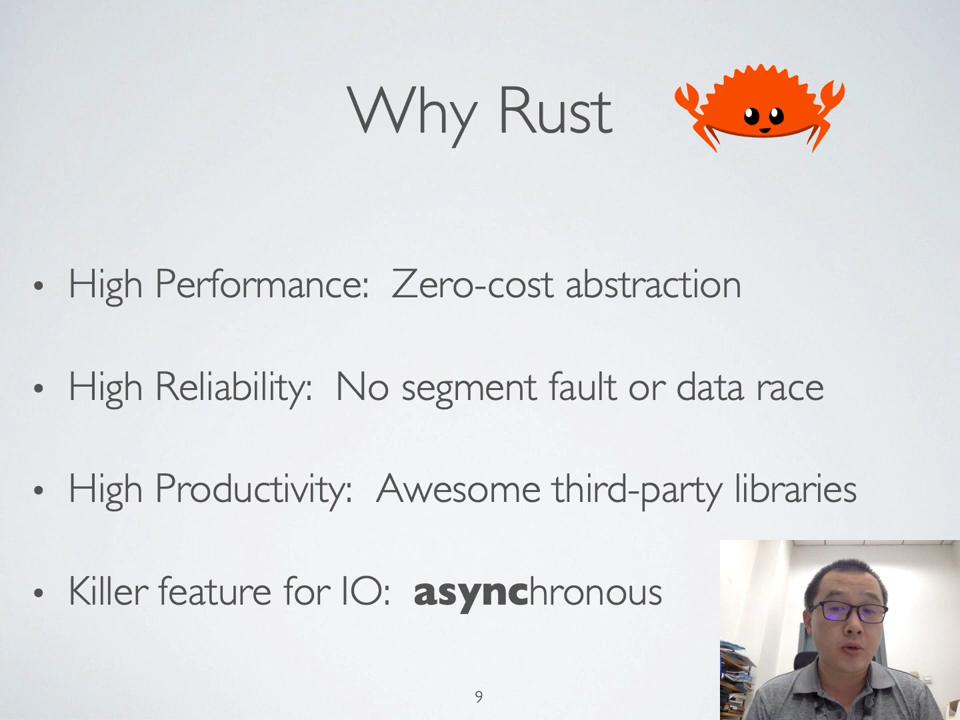 Why Rust
• High Performance: Zero-cost abstraction
• High Reliability: No segment fault or data race
• High Productivity: Awesome third-party libraries
• Killer feature for IO: asynchronous
9